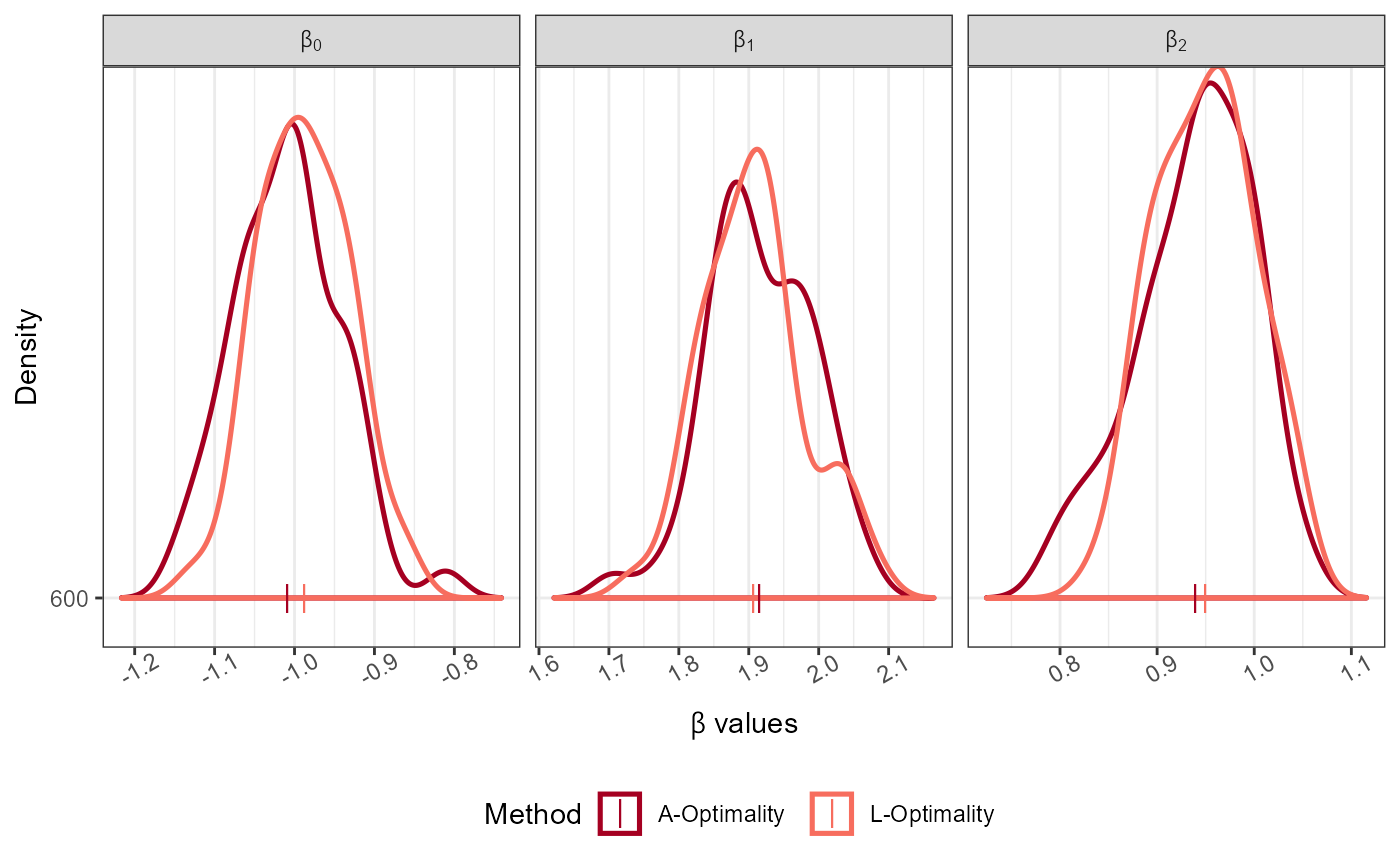 β₀ β₁ β₂
Density
600
-1.2 -1.1 -1.0 -0.9 -0.8 1.6 1.7 1.8 1.9 2.0 2.1 0.8 0.9 1.0 1.1
β values
Method A-Optimality L-Optimality